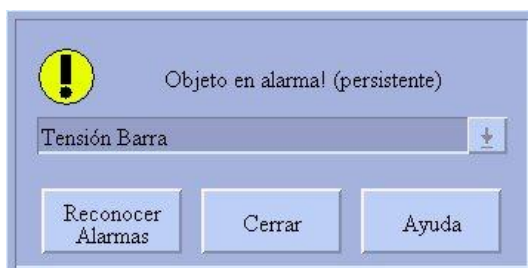 Objeto en alarma! (persistente)
Tensión Barra
Reconocer
Alarmas
Cerrar
Ayuda